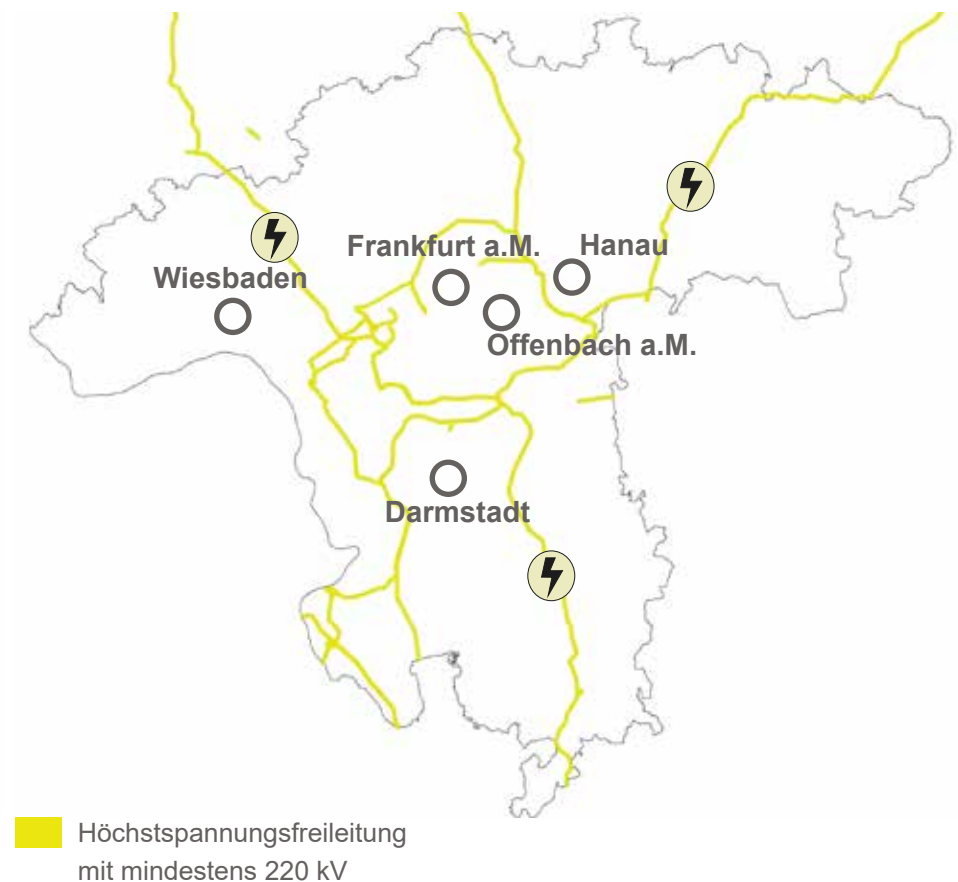 Frankfurt a.M.
Hanau
Wiesbaden
Offenbach a.M.
Darmstadt
Höchstspannungsfreileitung
mit mindestens 220 kV